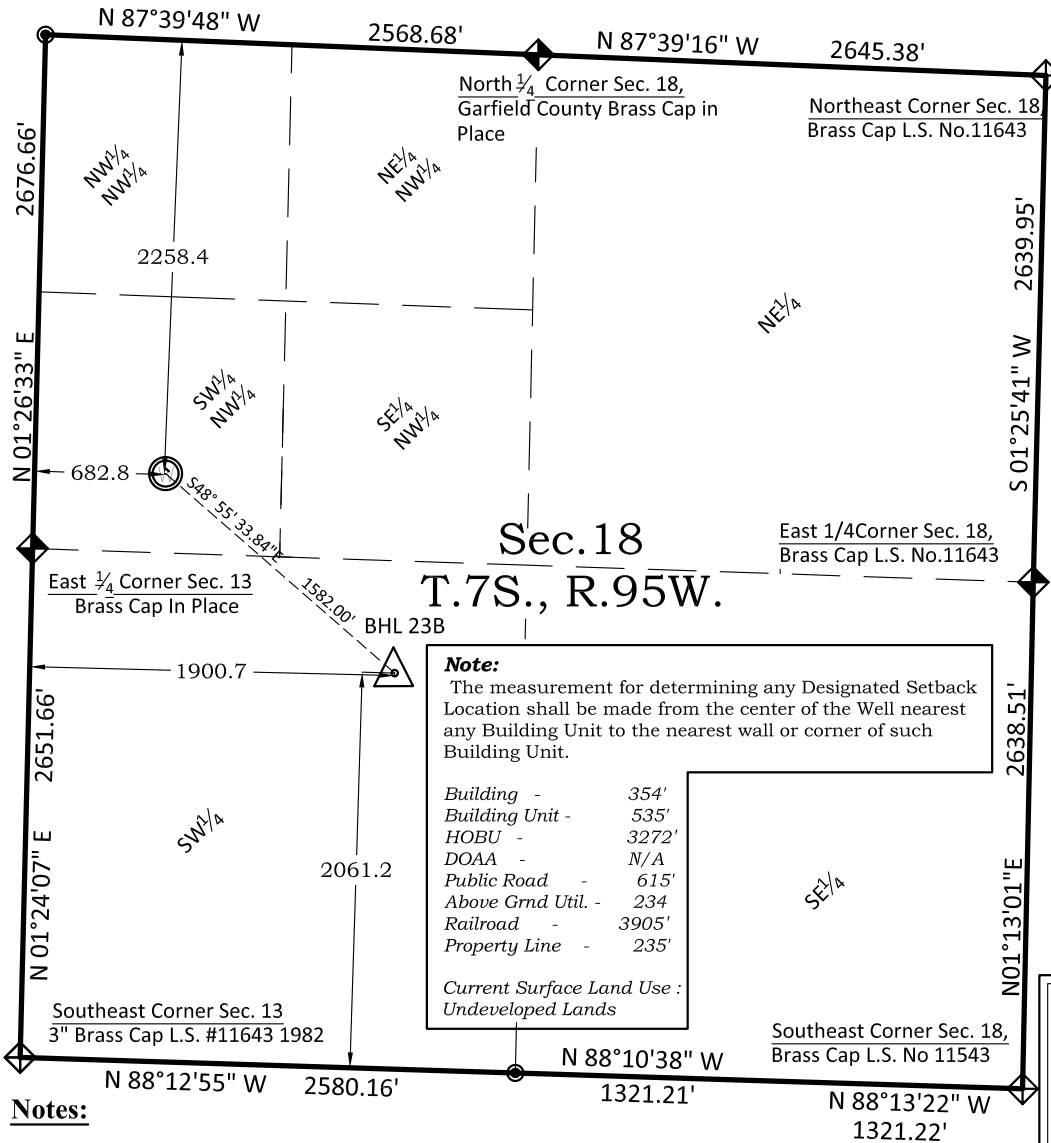 N 87°39'48" W
2568.68'
N 87°39'16" W
2645.38'
North 1/4 Corner Sec. 18,
Garfield County Brass Cap in
Place
Northeast Corner Sec. 18,
Brass Cap L.S. No.11643
2676.66'
NW1/4
NW1/4
NE1/4
NW1/4
2258.4
2639.95'
NE1/4
N 01°26'33" E
SW1/4
NW1/4
SE1/4
NW1/4
S 01°25'41" W
682.8
S48° 55' 33.84"E
1582.00'
Sec.18
T.7S., R.95W.
East 1/4Corner Sec. 18,
Brass Cap L.S. No.11643
East 1/4 Corner Sec. 13
Brass Cap In Place
BHL 23B
1900.7
2651.66'
Note:
The measurement for determining any Designated Setback
Location shall be made from the center of the Well nearest
any Building Unit to the nearest wall or corner of such
Building Unit.
Building - 354'
Building Unit - 535'
HOBU - 3272'
DOAA - N/A
Public Road - 615'
Above Grnd Util. - 234
Railroad - 3905'
Property Line - 235'
Current Surface Land Use :
Undeveloped Lands
2638.51'
SW1/4
2061.2
SE1/4
N 01°24'07" E
N01°13'01"E
Southeast Corner Sec. 13
3" Brass Cap L.S. #11643 1982
Southeast Corner Sec. 18,
Brass Cap L.S. No 11543
N 88°12'55" W
2580.16'
N 88°10'38" W
1321.21'
N 88°13'22" W
1321.22'
Notes: